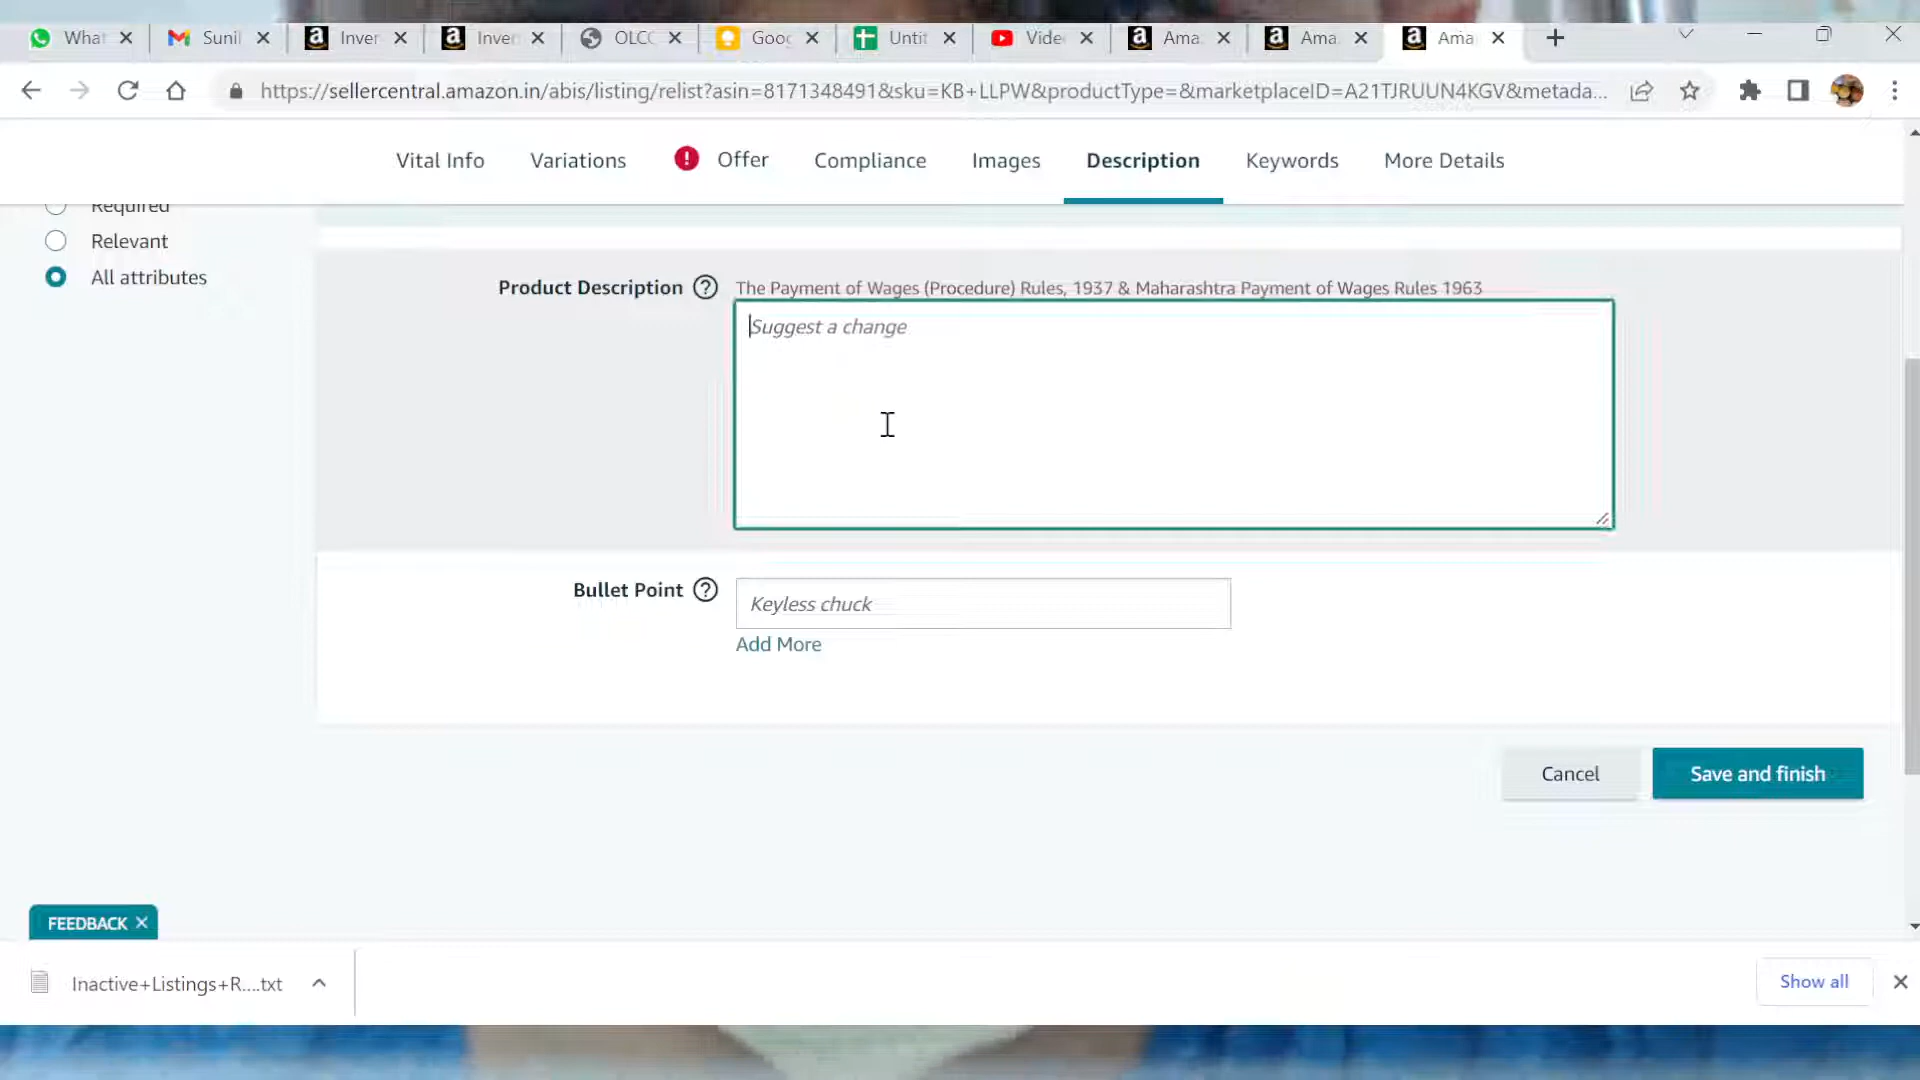 What
Sunil
Inver
Inver
OLCC
Goog
Untit
Vide
Ama
Ama
Ama
https://sellercentral.amazon.in/abis/listing/relist?asin=8171348491&sku=KB+LLPW&productType=&marketplaceID=A21TJRUUN4KGV&metada...
Vital Info
Variations
Offer
Compliance
Images
Description
Keywords
More Details
Required
Relevant
All attributes
Product Description
The Payment of Wages (Procedure) Rules, 1937 & Maharashtra Payment of Wages Rules 1963
Suggest a change
Bullet Point
Keyless chuck
Add More
Cancel
Save and finish
FEEDBACK
Inactive+Listings+R....txt
Show all